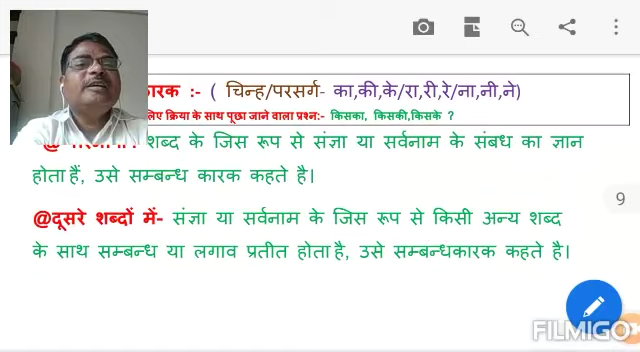 कारक :- ( चिन्ह/परसर्ग- का,की,के/रा,री,रे/ना,नी,ने)
लिए क्रिया के साथ पूछा जाने वाला प्रश्न:- किसका, किसकी,किसके ?
शब्द के जिस रूप से संज्ञा या सर्वनाम के संबध का ज्ञान
होता हैं, उसे सम्बन्ध कारक कहते है।
9
@दूसरे शब्दों में- संज्ञा या सर्वनाम के जिस रूप से किसी अन्य शब्द
के साथ सम्बन्ध या लगाव प्रतीत होता है, उसे सम्बन्धकारक कहते है।
FILMIGO